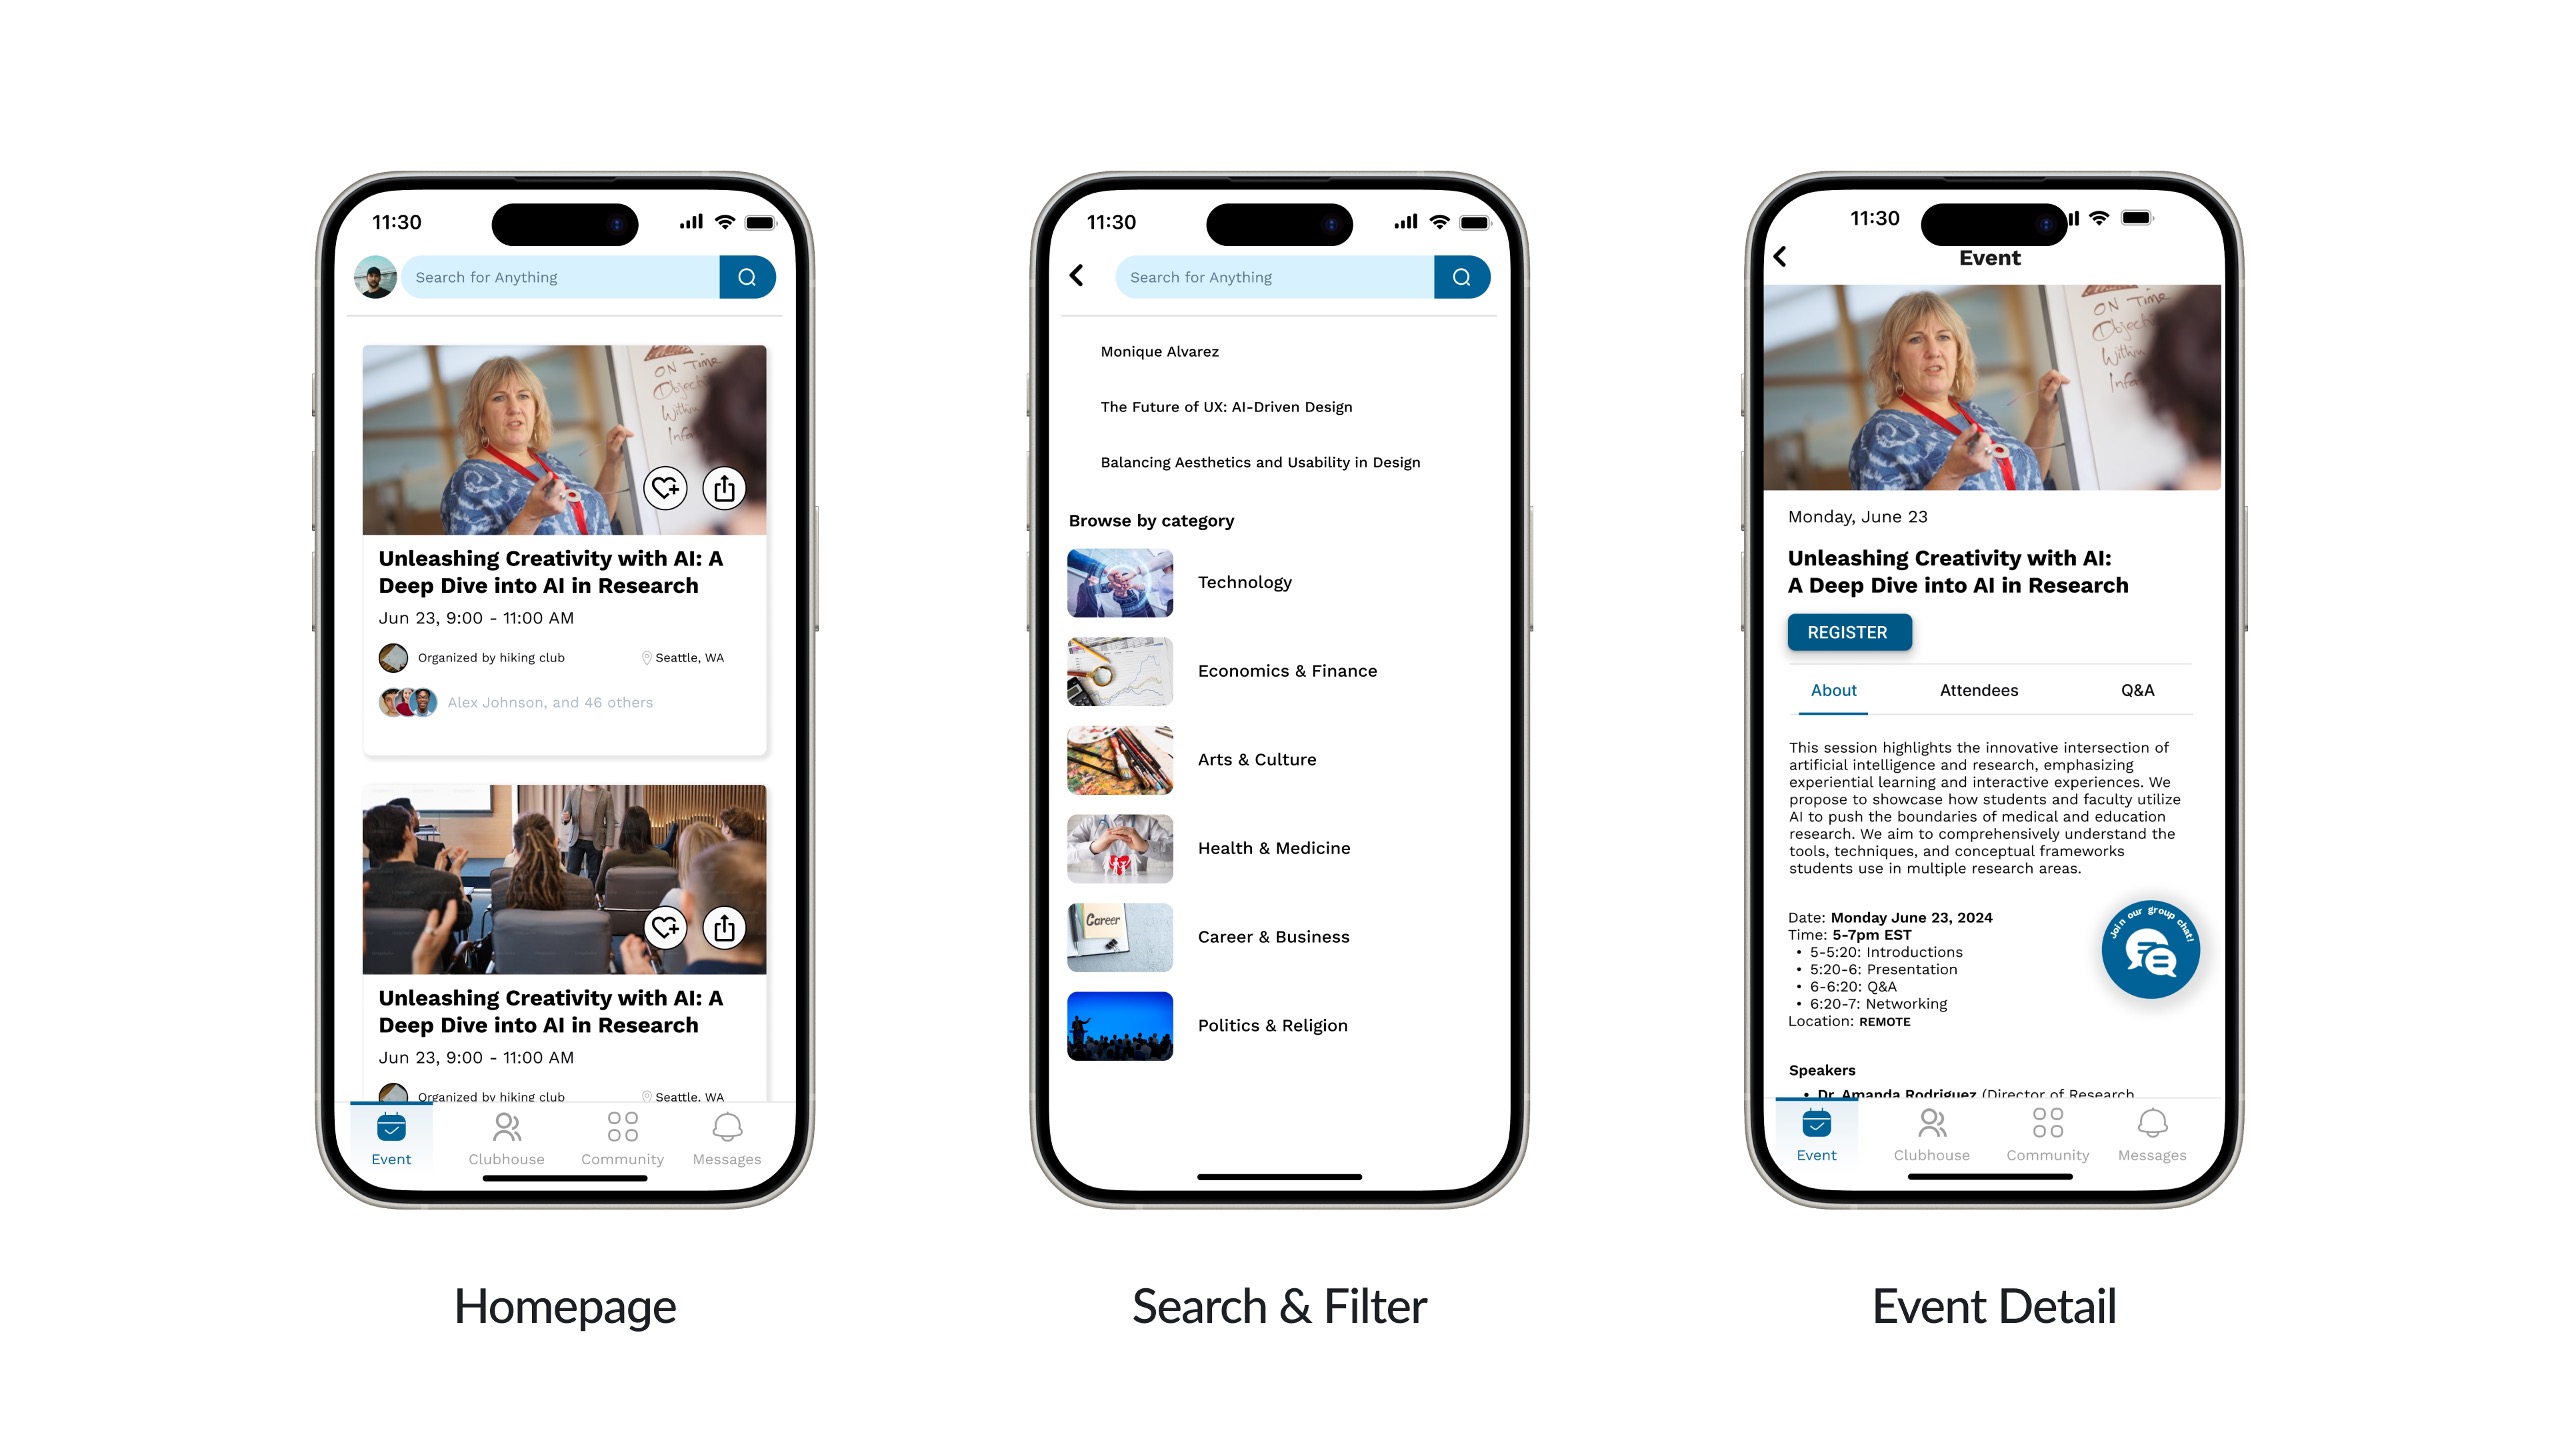 11:30
Search for Anything
ON TIME
Within
Unleashing Creativity with AI: A
Deep Dive into AI in Research
Jun 23, 9:00 - 11:00 AM
Organized by hiking club
Seattle, WA
Alex Johnson, and 46 others
Unleashing Creativity with AI: A
Deep Dive into AI in Research
Jun 23, 9:00 - 11:00 AM
Organized by hiking club
Seattle, WA
Event
Clubhouse
Community
Messages
Homepage
11:30
Search for Anything
Monique Alvarez
The Future of UX: AI-Driven Design
Balancing Aesthetics and Usability in Design
Browse by category
Technology
Economics & Finance
Arts & Culture
Health & Medicine
Career
Career & Business
Politics & Religion
Search & Filter
11:30
Event
ON TIME
Within
Monday, June 23
Unleashing Creativity with AI:
A Deep Dive into AI in Research
REGISTER
About
Attendees
Q&A
This session highlights the innovative intersection of
artificial intelligence and research, emphasizing
experiential learning and interactive experiences. We
propose to showcase how students and faculty utilize
AI to push the boundaries of medical and education
research. We aim to comprehensively understand the
tools, techniques, and conceptual frameworks
students use in multiple research areas.
Date: Monday June 23, 2024
Time: 5-7pm EST
• 5-5:20: Introductions
• 5:20-6: Presentation
• 6-6:20: Q&A
• 6:20-7: Networking
Location: REMOTE
Join our group chat!
Speakers
• Dr. Amanda Rodriguez (Director of Research
Event
Clubhouse
Community
Messages
Event Detail